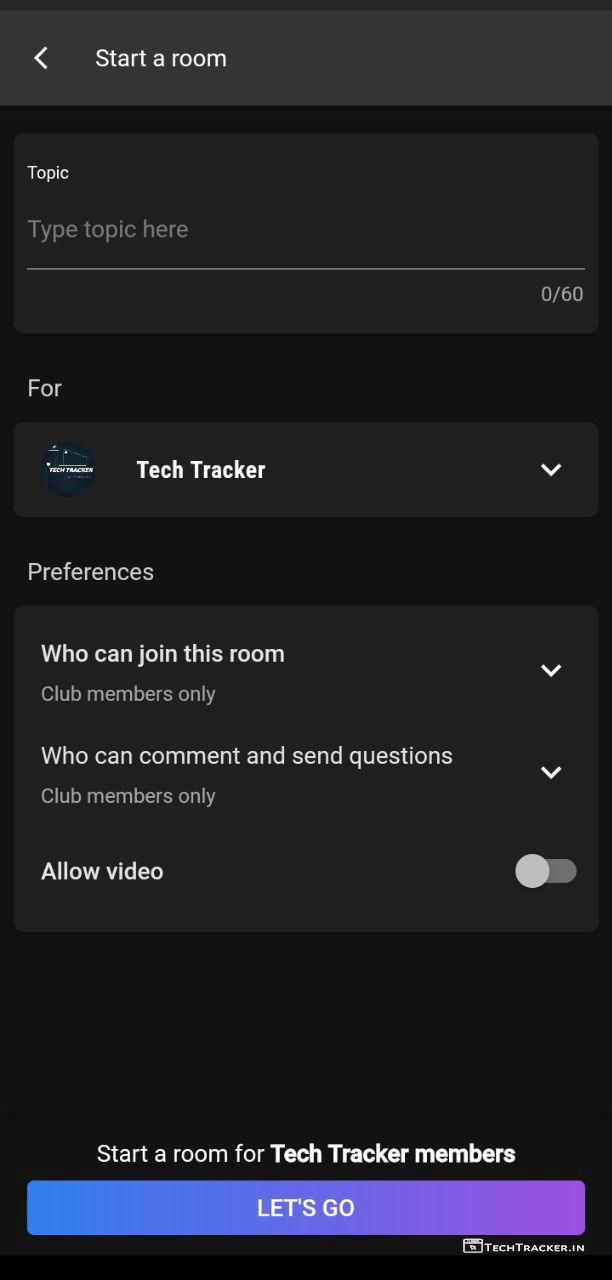 Start a room
Topic
Type topic here
0/60
For
TECH TRACKER
Tech Tracker
Preferences
Who can join this room
Club members only
Who can comment and send questions
Club members only
Allow video
Start a room for Tech Tracker members
LET'S GO
TECHTRACKER.IN